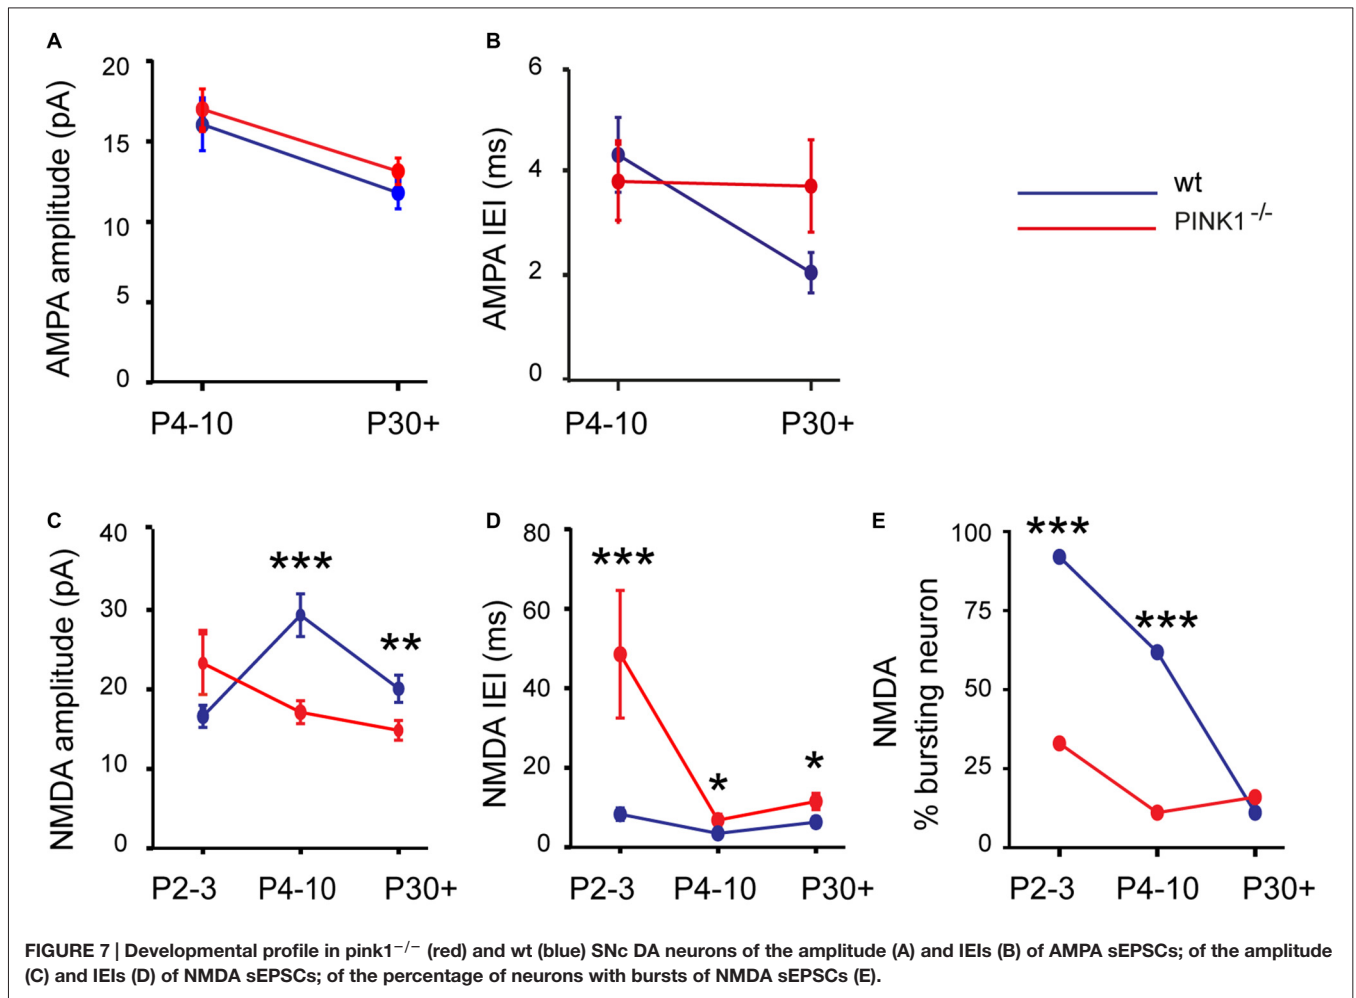 A
AMPA amplitude (pA)
20
15
10
5
0
P4-10
P30+
B
AMPA IEI (ms)
6
4
2
0
P4-10
P30+
wt
PINK1 -/-
C
NMDA amplitude (pA)
40
30
20
10
0
***
**
P2-3
P4-10
P30+
D
NMDA IEI (ms)
80
60
40
20
0
***
*
*
P2-3
P4-10
P30+
E
NMDA
% bursting neuron
100
75
50
25
0
***
***
P2-3
P4-10
P30+
FIGURE 7 | Developmental profile in pink1−/− (red) and wt (blue) SNc DA neurons of the amplitude (A) and IEIs (B) of AMPA sEPSCs; of the amplitude
(C) and IEIs (D) of NMDA sEPSCs; of the percentage of neurons with bursts of NMDA sEPSCs (E).